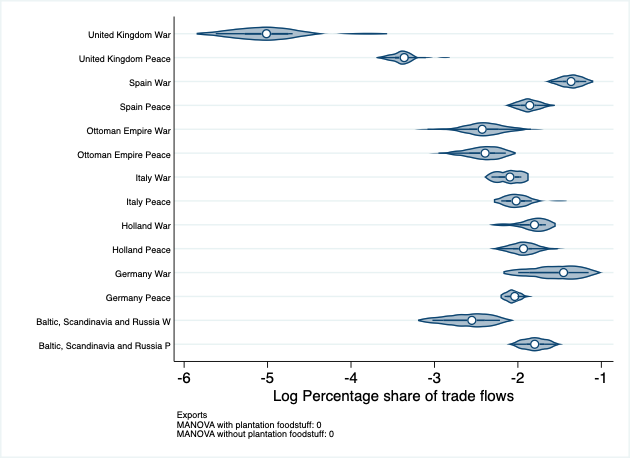 United Kingdom War
United Kingdom Peace
Spain War
Spain Peace
Ottoman Empire War
Ottoman Empire Peace
Italy War
Italy Peace
Holland War
Holland Peace
Germany War
Germany Peace
Baltic, Scandinavia and Russia W
Baltic, Scandinavia and Russia P
-6 -5 -4 -3 -2 -1
Log Percentage share of trade flows
Exports
MANOVA with plantation foodstuff: 0
MANOVA without plantation foodstuff: 0